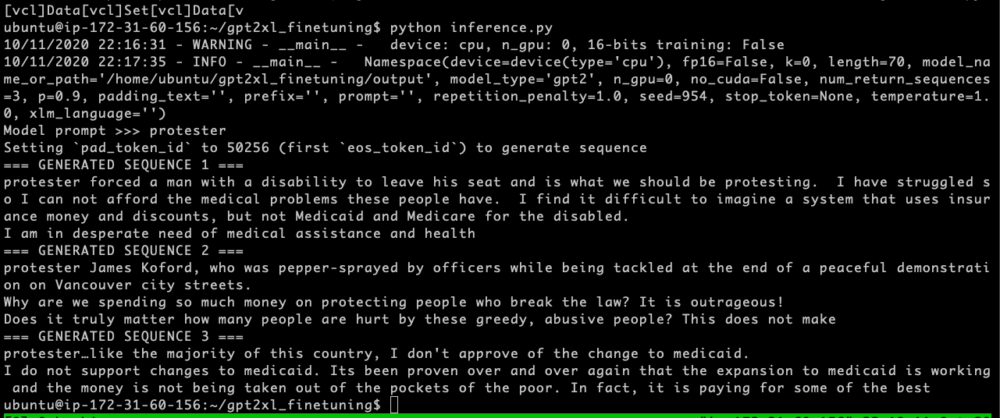 [vcl]Data[vcl]Set[vcl]Data[v
ubuntu@ip-172-31-60-156:~/gpt2xl_finetuning$ python inference.py
10/11/2020 22:16:31 - WARNING - __main__ -   device: cpu, n_gpu: 0, 16-bits training: False
10/11/2020 22:17:35 - INFO - __main__ -   Namespace(device=device(type='cpu'), fp16=False, k=0, length=70, model_na
me_or_path='/home/ubuntu/gpt2xl_finetuning/output', model_type='gpt2', n_gpu=0, no_cuda=False, num_return_sequences
=3, p=0.9, padding_text='', prefix='', prompt='', repetition_penalty=1.0, seed=954, stop_token=None, temperature=1.
0, xlm_language='')
Model prompt >>> protester
Setting `pad_token_id` to 50256 (first `eos_token_id`) to generate sequence
=== GENERATED SEQUENCE 1 ===
protester forced a man with a disability to leave his seat and is what we should be protesting.  I have struggled s
o I can not afford the medical problems these people have.  I find it difficult to imagine a system that uses insur
ance money and discounts, but not Medicaid and Medicare for the disabled.
I am in desperate need of medical assistance and health
=== GENERATED SEQUENCE 2 ===
protester James Koford, who was pepper-sprayed by officers while being tackled at the end of a peaceful demonstrati
on on Vancouver city streets.
Why are we spending so much money on protecting people who break the law? It is outrageous!
Does it truly matter how many people are hurt by these greedy, abusive people? This does not make
=== GENERATED SEQUENCE 3 ===
protester…like the majority of this country, I don't approve of the change to medicaid.
I do not support changes to medicaid. Its been proven over and over again that the expansion to medicaid is working
 and the money is not being taken out of the pockets of the poor. In fact, it is paying for some of the best
ubuntu@ip-172-31-60-156:~/gpt2xl_finetuning$